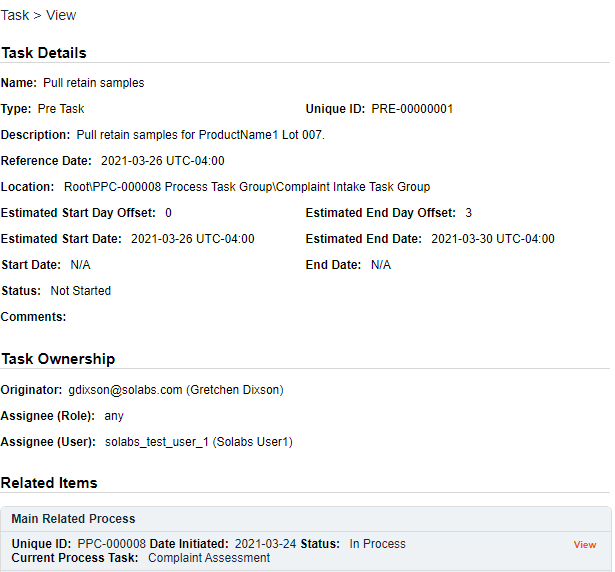 Task > View
Task Details
Name: Pull retain samples
Type: Pre Task Unique ID: PRE-00000001
Description: Pull retain samples for ProductName1 Lot 007.
Reference Date: 2021-03-26 UTC-04:00
Location: Root\PPC-000008 Process Task Group\Complaint Intake Task Group
Estimated Start Day Offset: 0 Estimated End Day Offset: 3
Estimated Start Date: 2021-03-26 UTC-04:00 Estimated End Date: 2021-03-30 UTC-04:00
Start Date: N/A End Date: N/A
Status: Not Started
Comments:
Task Ownership
Originator: gdixson@solabs.com (Gretchen Dixson)
Assignee (Role): any
Assignee (User): solabs_test_user_1 (Solabs User1)
Related Items
Main Related Process
Unique ID: PPC-000008 Date Initiated: 2021-03-24 Status: In Process View
Current Process Task: Complaint Assessment